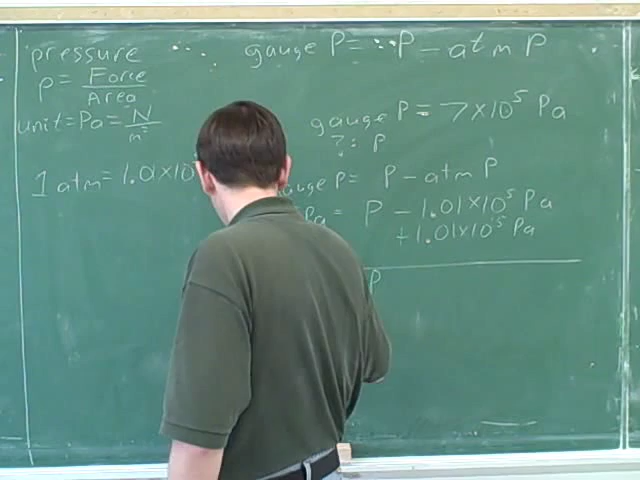 pressure
P = Force
Area
unit = Pa = N
m²
1 atm = 1.01×10
gauge P = P - atm P
gauge P = 7×10⁵ Pa
?: P
gauge P = P - atm P
Pa = P - 1.01×10⁵ Pa
+1.01×10⁵ Pa
P